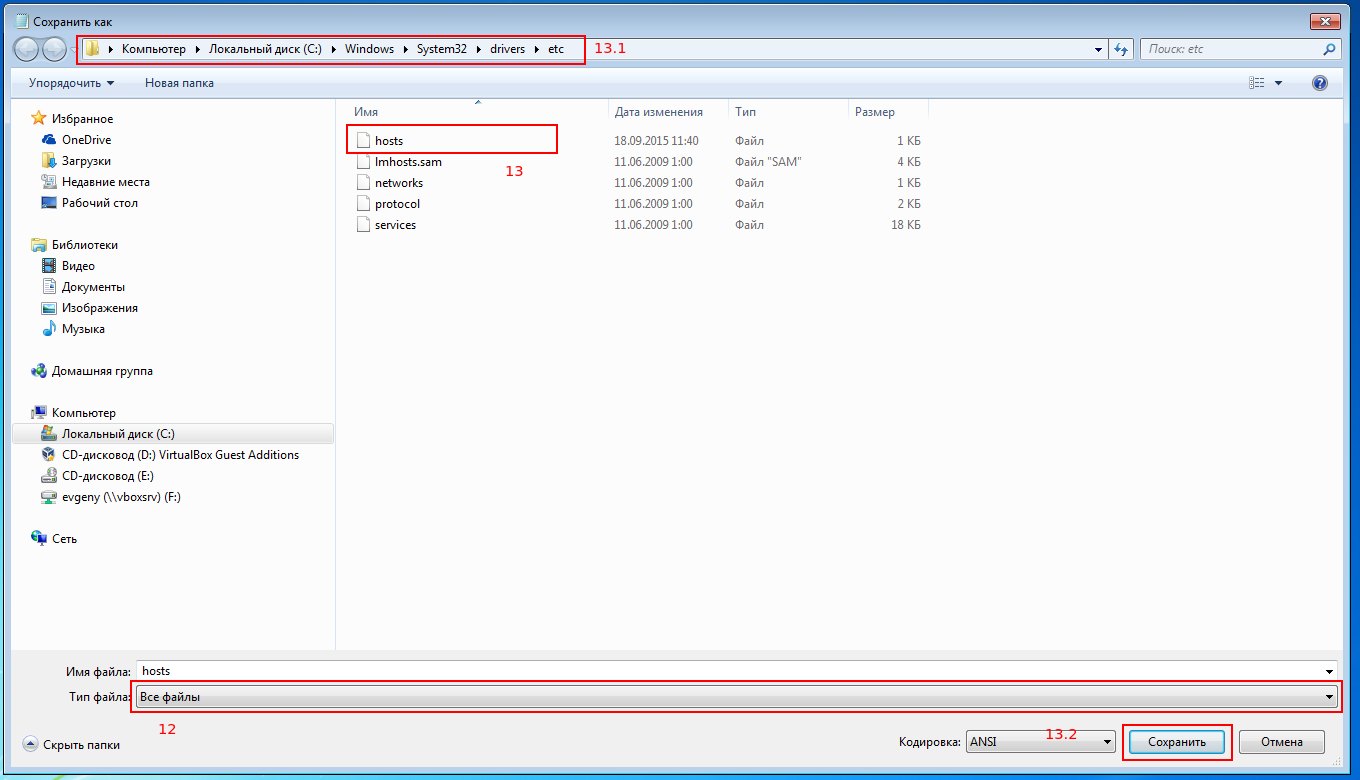 Сохранить как
Компьютер Локальный диск (C:) Windows System32 drivers etc 13.1 Поиск: etc
Упорядочить Новая папка
Имя Дата изменения Тип Размер
hosts 18.09.2015 11:40 Файл 1 КБ
lmhosts.sam 11.06.2009 1:00 Файл "SAM" 4 КБ
13
networks 11.06.2009 1:00 Файл 1 КБ
protocol 11.06.2009 1:00 Файл 2 КБ
services 11.06.2009 1:00 Файл 18 КБ
Избранное
OneDrive
Загрузки
Недавние места
Рабочий стол
Библиотеки
Видео
Документы
Изображения
Музыка
Домашняя группа
Компьютер
Локальный диск (C:)
CD-дисковод (D:) VirtualBox Guest Additions
CD-дисковод (E:)
evgeny (\\vboxsrv) (F:)
Сеть
Имя файла: hosts
Тип файла: Все файлы
12
Скрыть папки Кодировка: ANSI 13.2 Сохранить Отмена